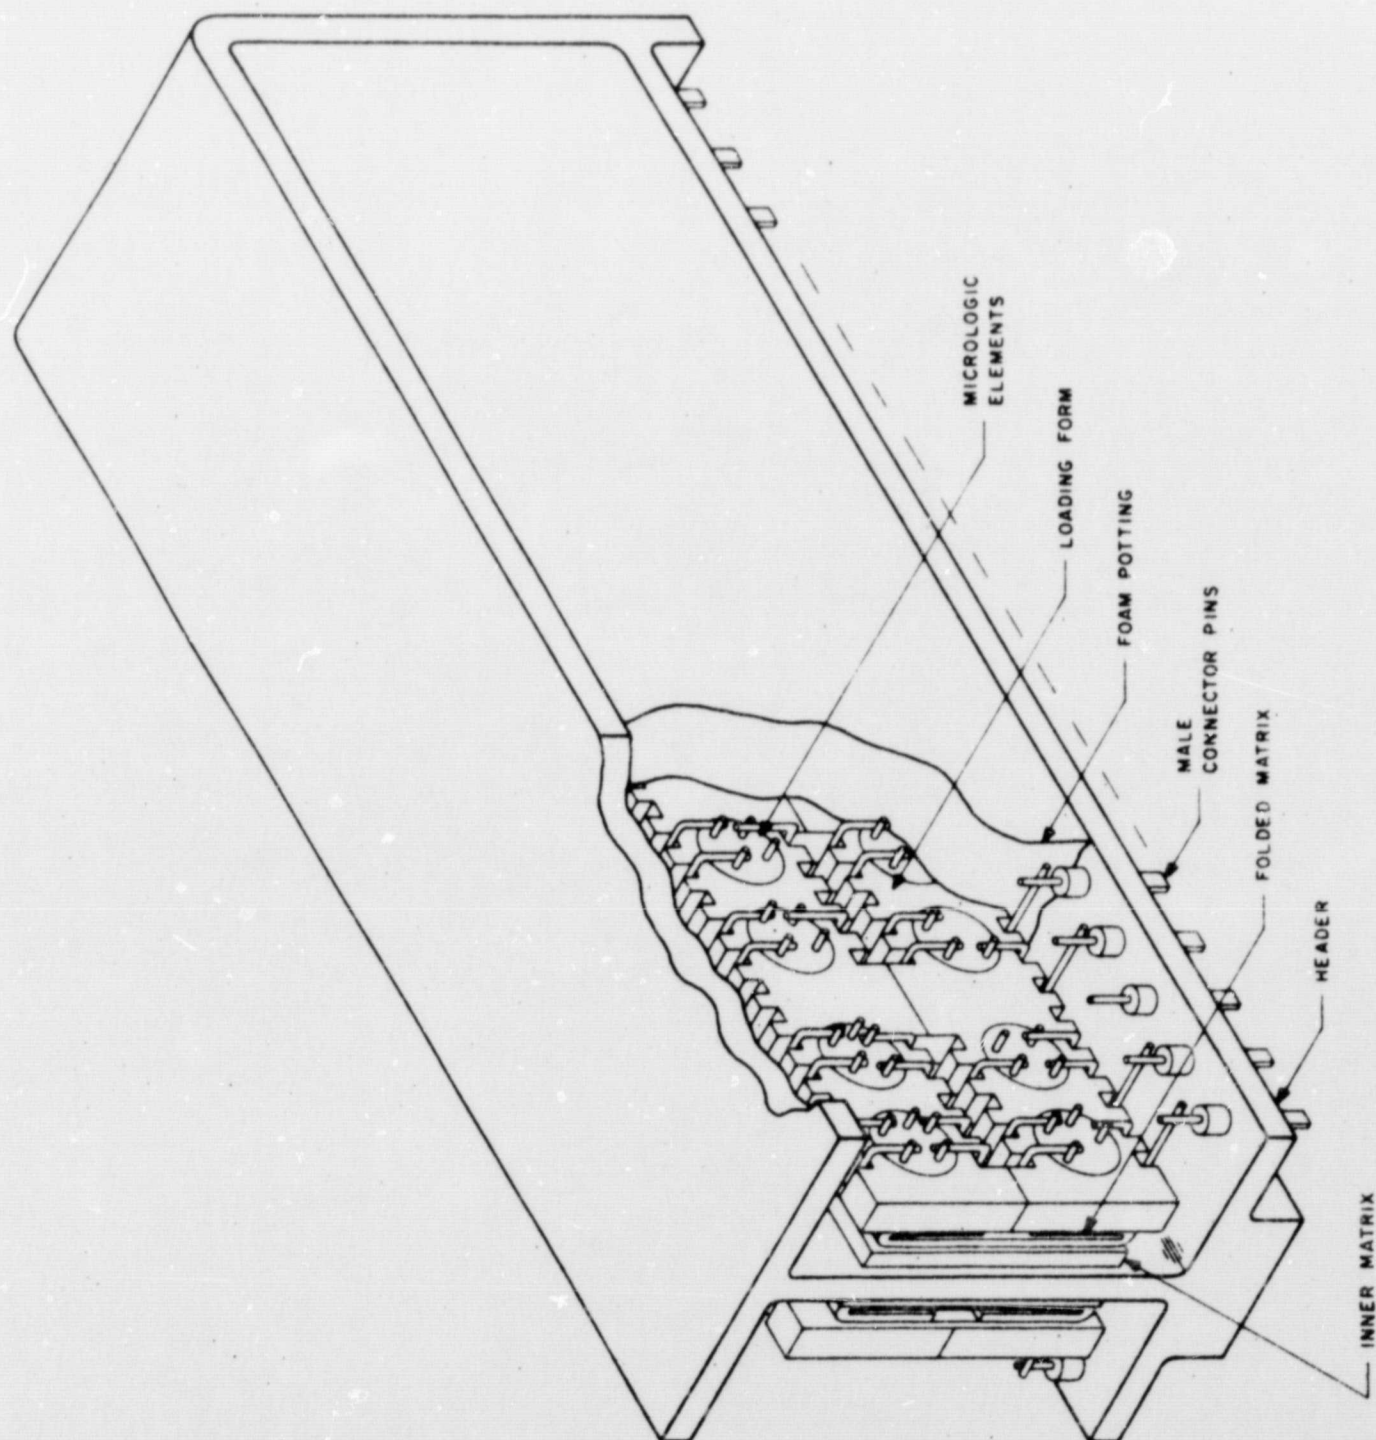 MICROLOGIC
ELEMENTS
LOADING FORM
FOAM POTTING
MALE
CONNECTOR PINS
FOLDED MATRIX
HEADER
INNER MATRIX